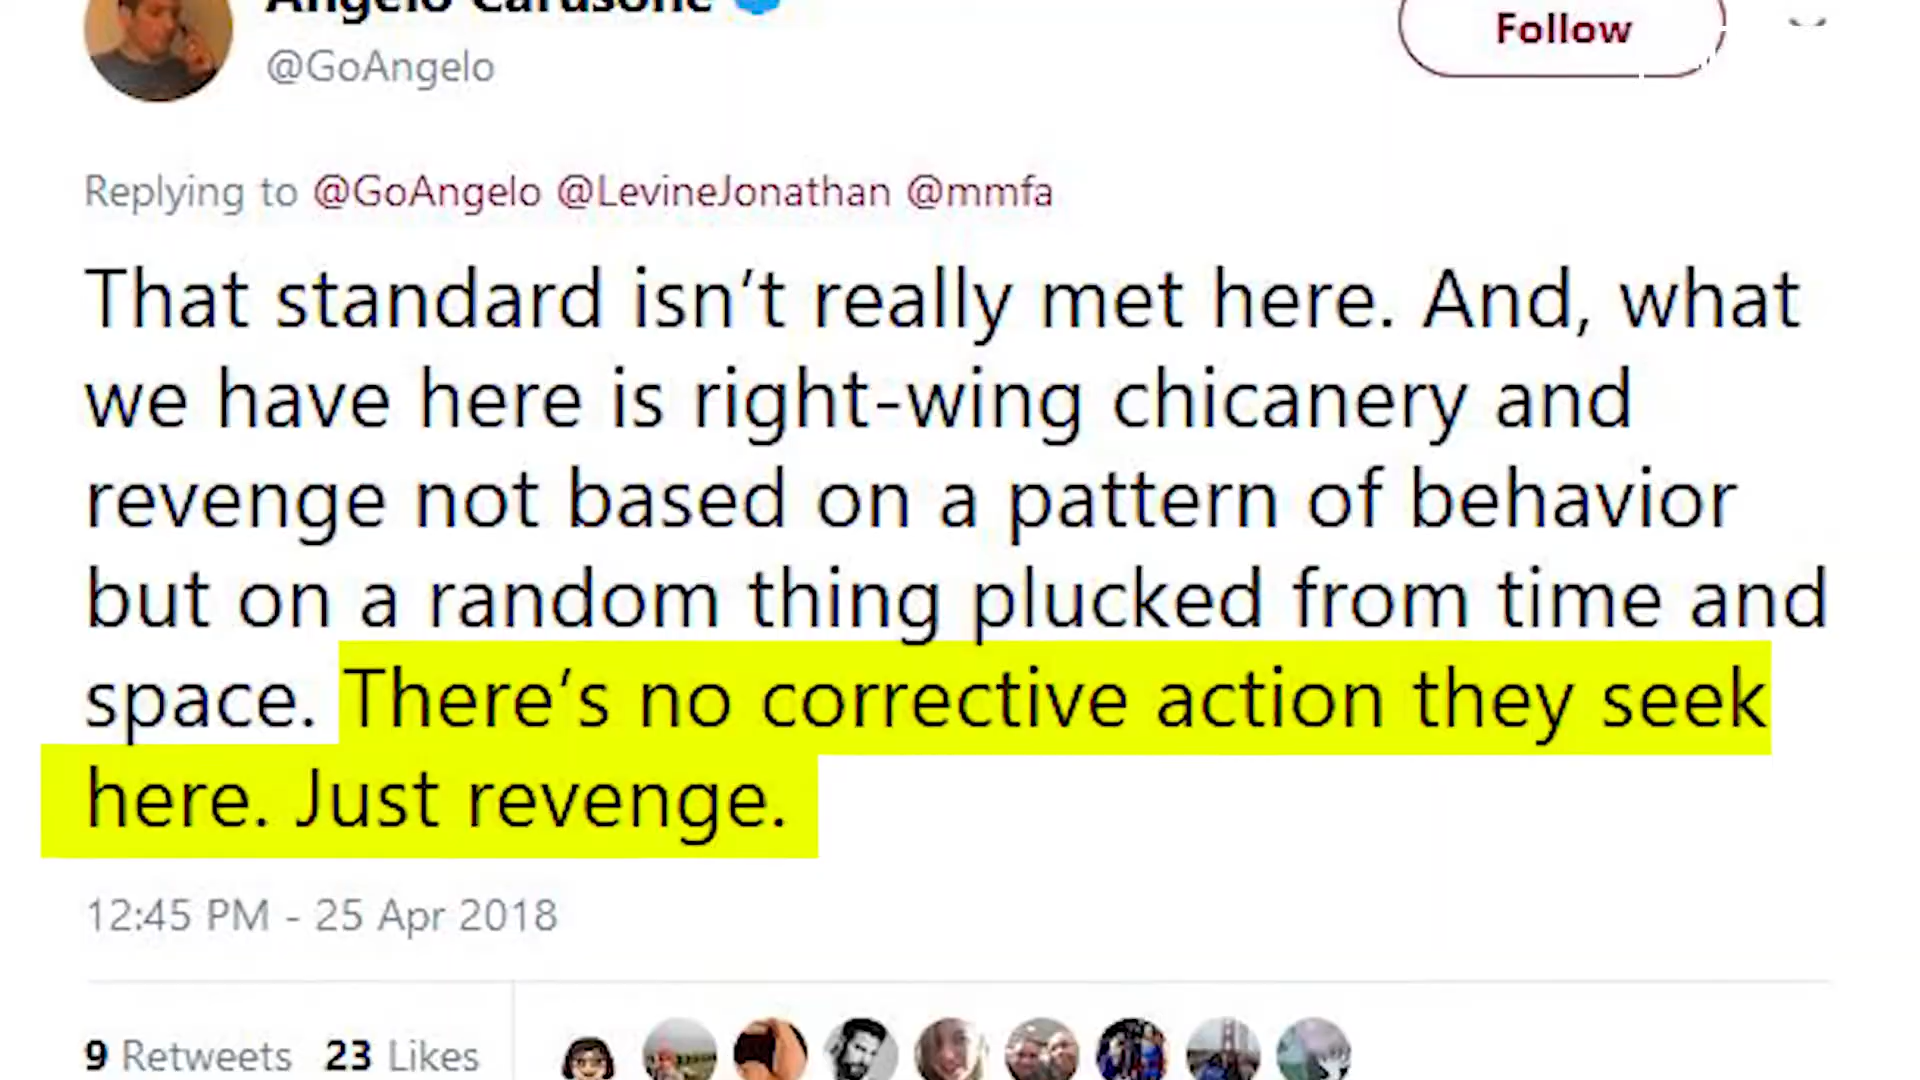 Angelo Carusone
@GoAngelo
Follow
Replying to @GoAngelo @LevineJonathan @mmfa
That standard isn’t really met here. And, what
we have here is right-wing chicanery and
revenge not based on a pattern of behavior
but on a random thing plucked from time and
space. There’s no corrective action they seek
here. Just revenge.
12:45 PM - 25 Apr 2018
9 Retweets 23 Likes